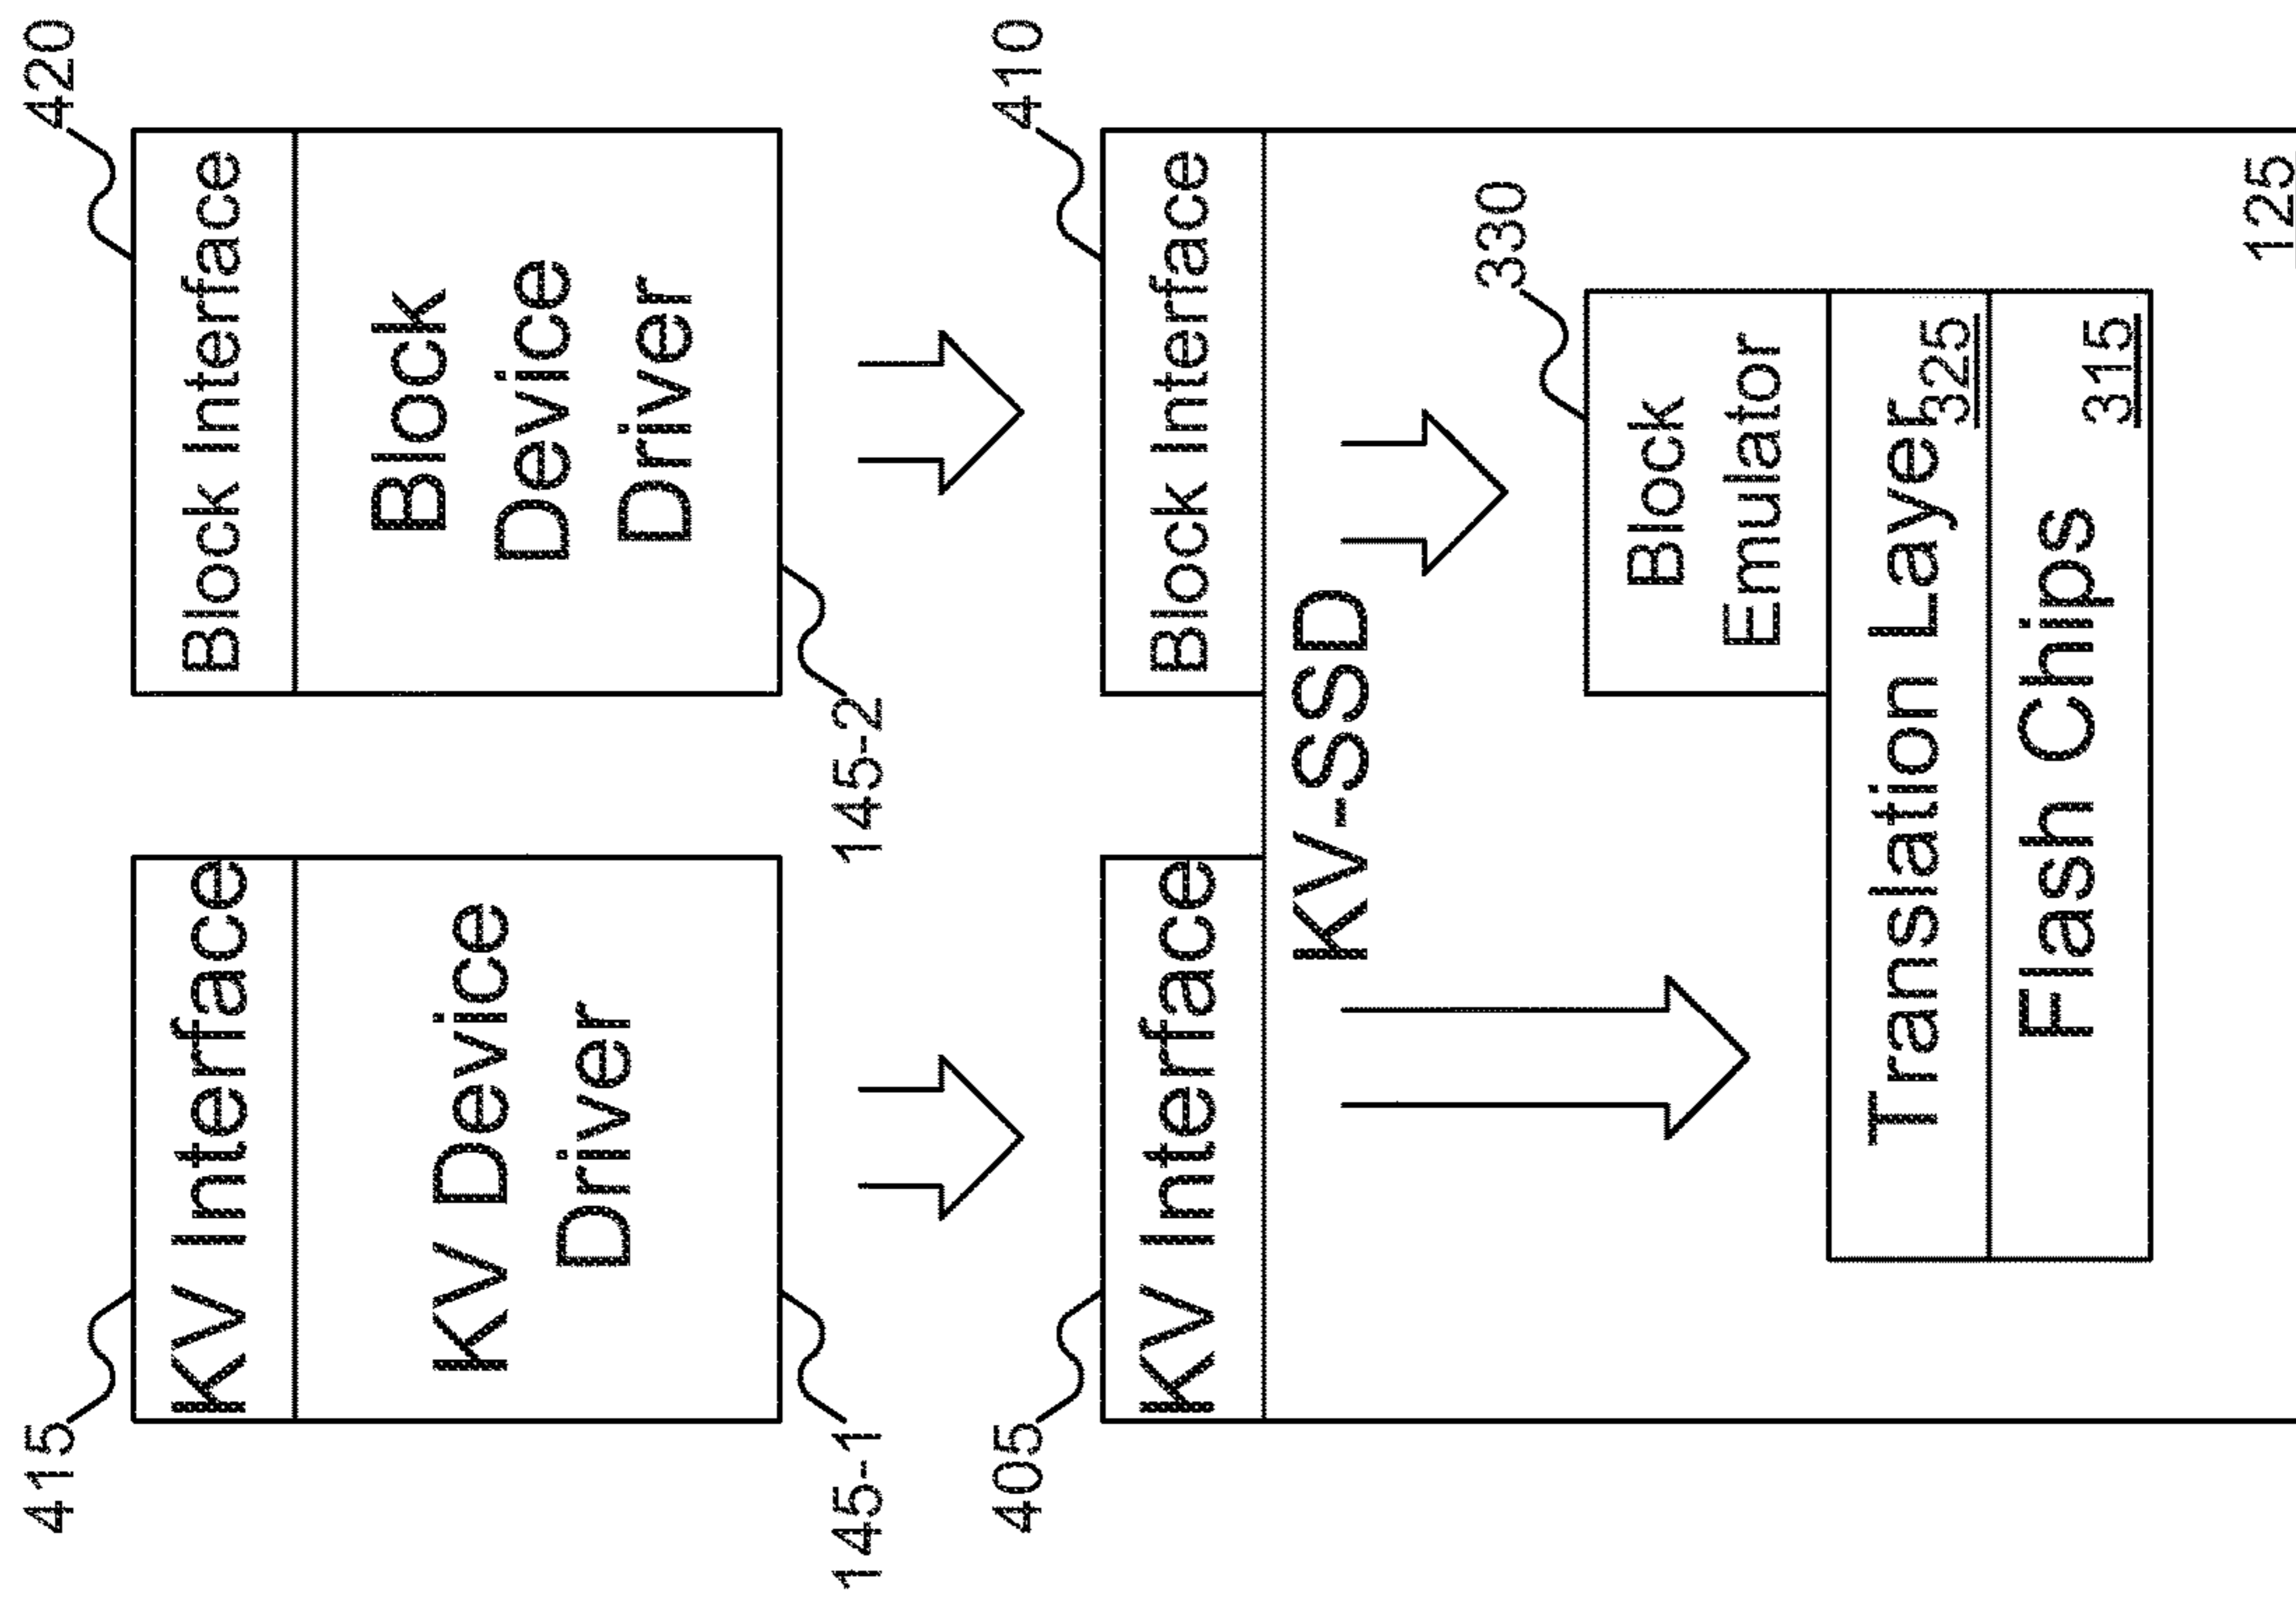 415
420
KV Interface
Block Interface
KV Device
Driver
Block
Device
Driver
145-1
145-2
405
410
KV Interface
Block Interface
KV-SSD
330
Block
Emulator
Translation Layer
325
Flash Chips
315
125